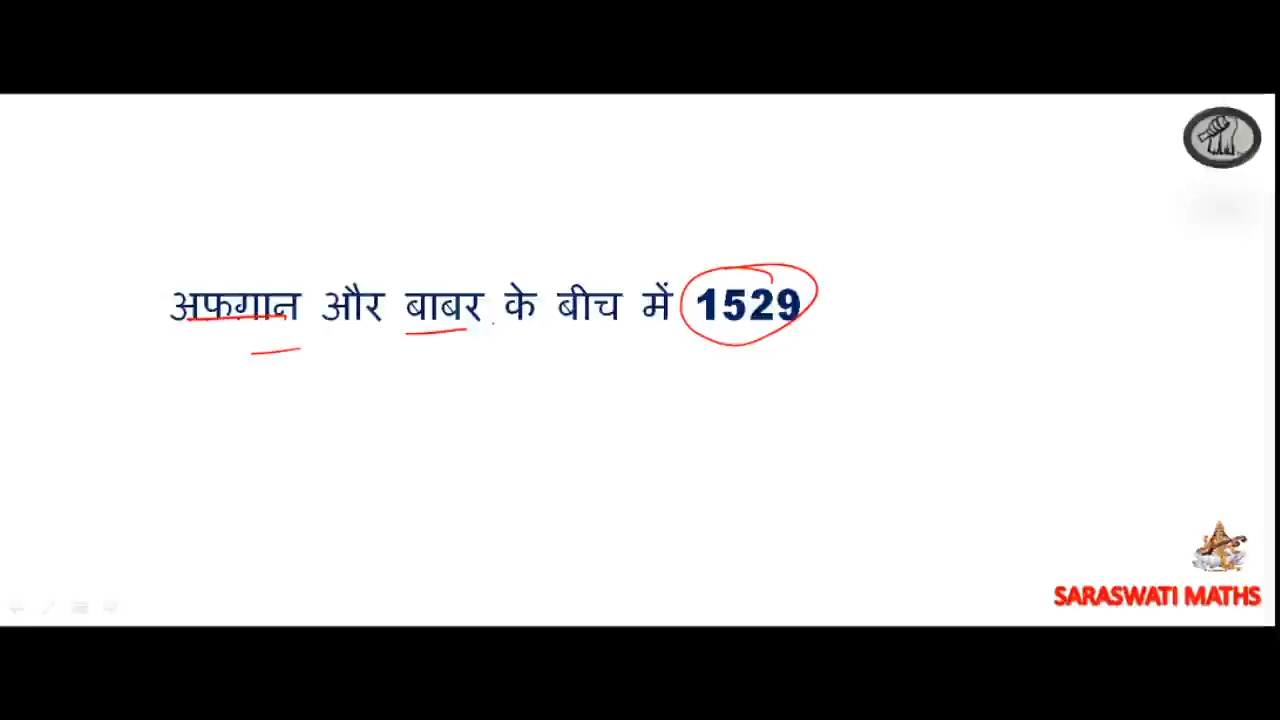 अफगान और बाबर के बीच में 1529
SARASWATI MATHS